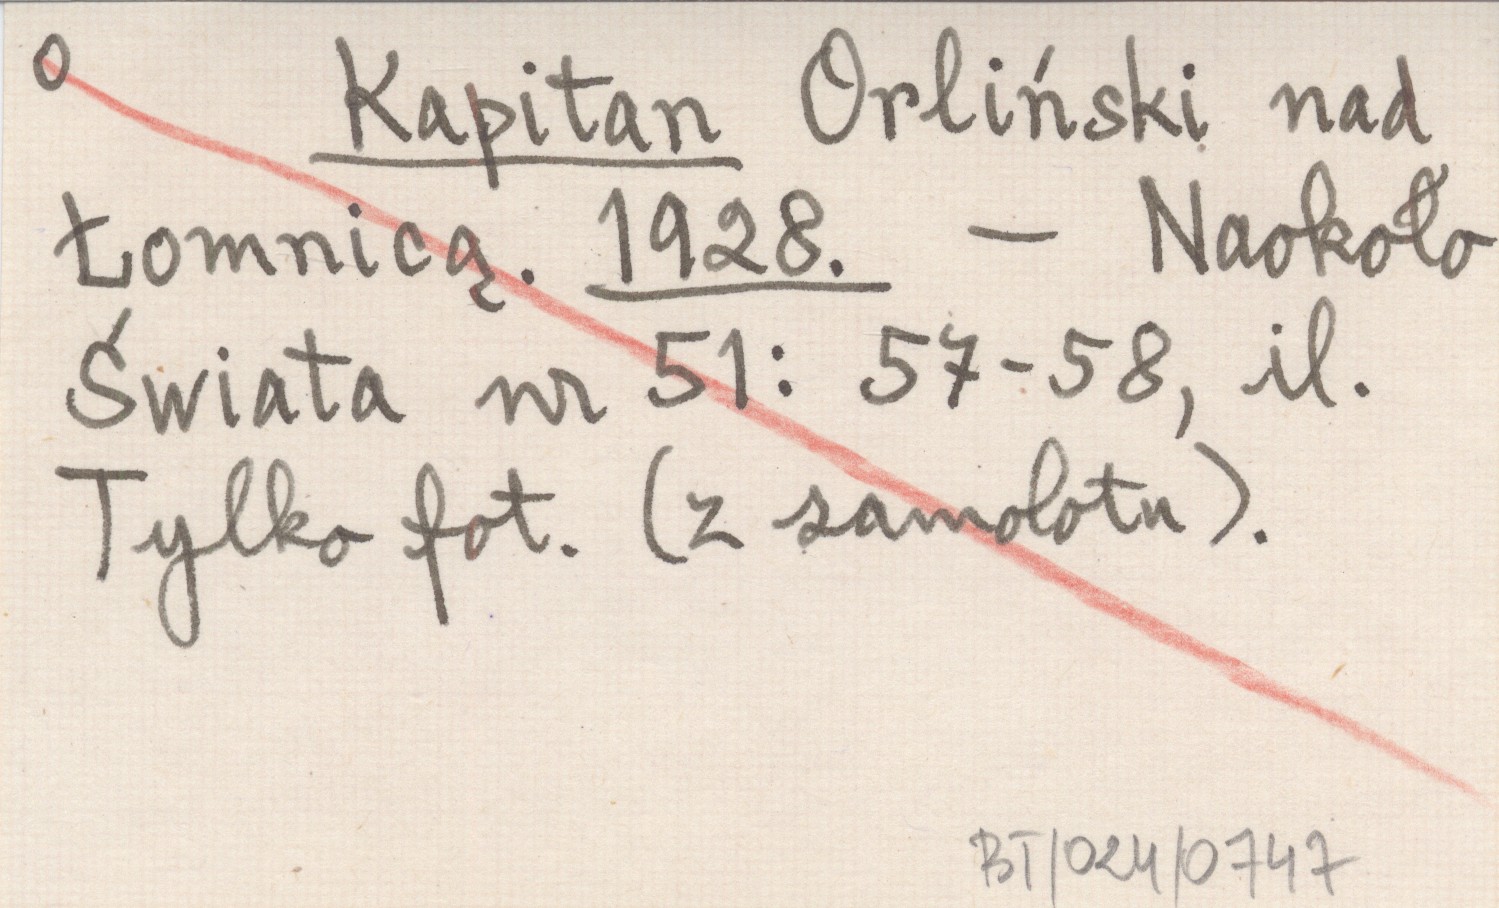 o Kapitan Orliński nad
Łomnicą. 1928. – Naokoło
Świata nr 51: 57-58, il.
Tylko fot. (z samolotu).
BT/024/0747